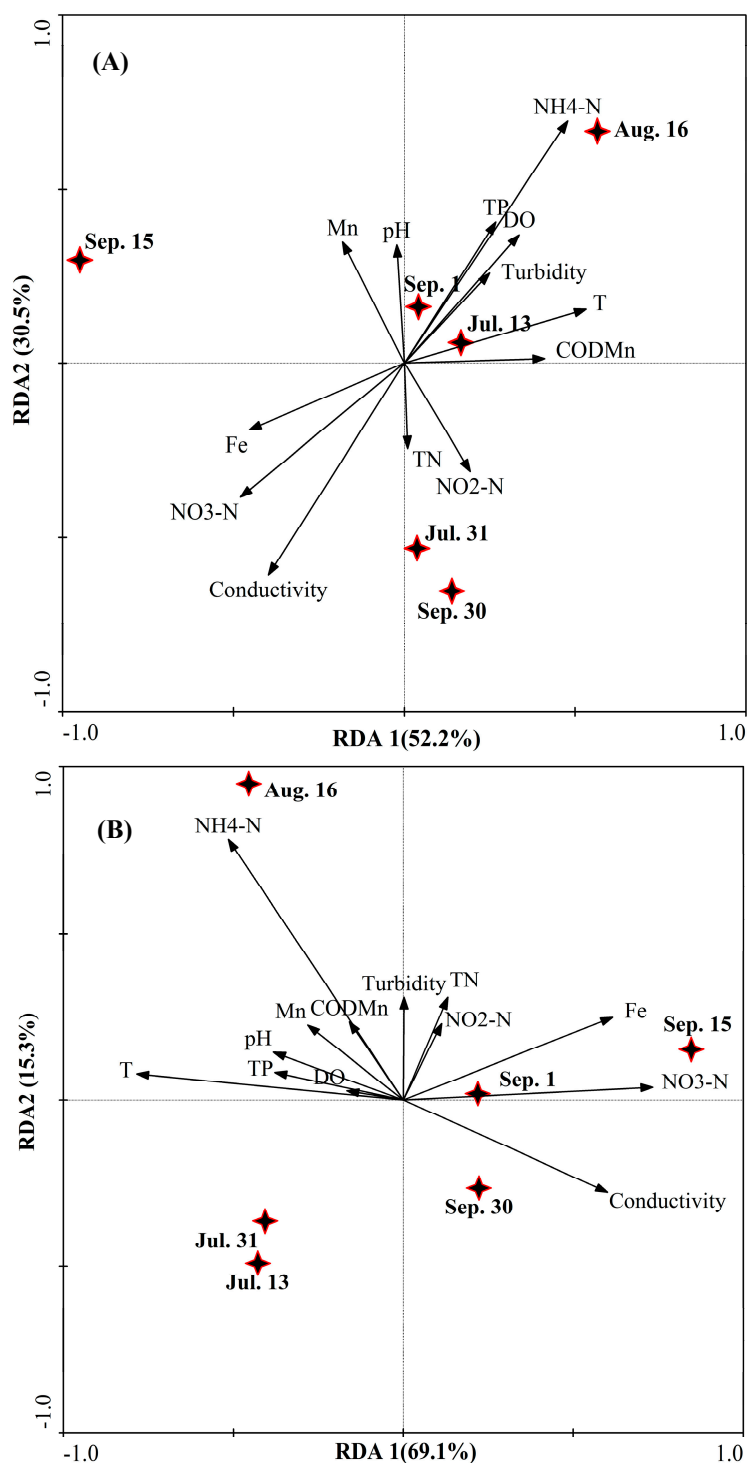 1.0
(A)
NH4-N
Aug. 16
TP
DO
Mn
pH
Sep. 15
Turbidity
Sep. 1
T
Jul. 13
CODMn
RDA2 (30.5%)
Fe
TN
NO2-N
NO3-N
Jul. 31
Conductivity
Sep. 30
-1.0
-1.0
RDA 1(52.2%)
1.0
1.0
Aug. 16
(B)
NH4-N
Turbidity
TN
Mn
CODMn
NO2-N
Fe
Sep. 15
pH
T
TP
DO
Sep. 1
NO3-N
RDA2 (15.3%)
Sep. 30
Conductivity
Jul. 31
Jul. 13
-1.0
-1.0
RDA 1(69.1%)
1.0